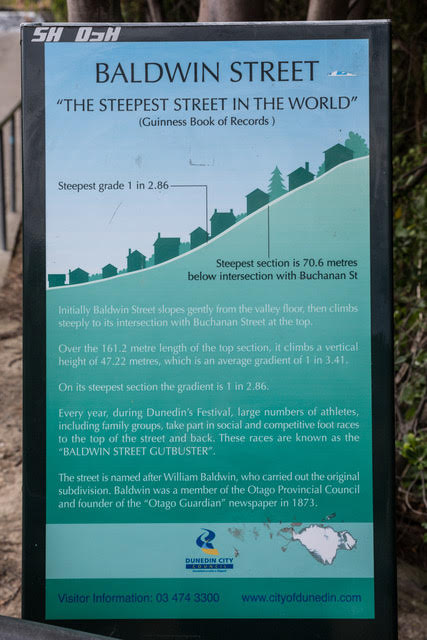 SH OSH
BALDWIN STREET
"THE STEEPEST STREET IN THE WORLD"
(Guinness Book of Records )
Steepest grade 1 in 2.86
Steepest section is 70.6 metres
below intersection with Buchanan St
Initially Baldwin Street slopes gently from the valley floor, then climbs
steeply to its intersection with Buchanan Street at the top.
Over the 161.2 metre length of the top section, it climbs a vertical
height of 47.22 metres, which is an average gradient of 1 in 3.41.
On its steepest section the gradient is 1 in 2.86.
Every year, during Dunedin's Festival, large numbers of athletes,
including family groups, take part in social and competitive foot races
to the top of the street and back. These races are known as the
"BALDWIN STREET GUTBUSTER".
The street is named after William Baldwin, who carried out the original
subdivision. Baldwin was a member of the Otago Provincial Council
and founder of the "Otago Guardian" newspaper in 1873.
DUNEDIN CITY
COUNCIL
Visitor Information: 03 474 3300 www.cityofdunedin.com